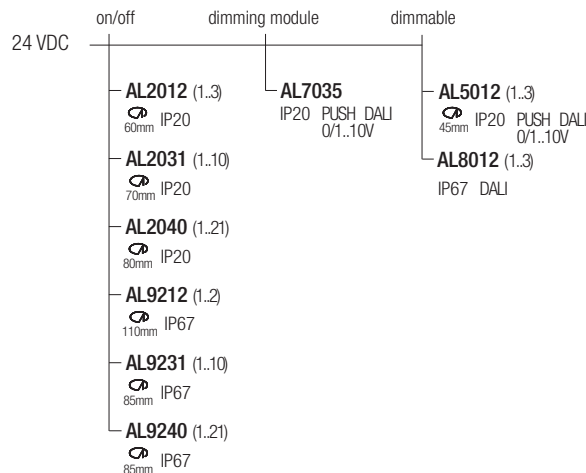 on/off dimming module dimmable
24 VDC
AL2012 (1..3)
60mm IP20
AL2031 (1..10)
70mm IP20
AL2040 (1..21)
80mm IP20
AL9212 (1..2)
110mm IP67
AL9231 (1..10)
85mm IP67
AL9240 (1..21)
85mm IP67
AL7035
IP20 PUSH DALI
0/1..10V
AL5012 (1..3)
45mm IP20 PUSH DALI
0/1..10V
AL8012 (1..3)
IP67 DALI